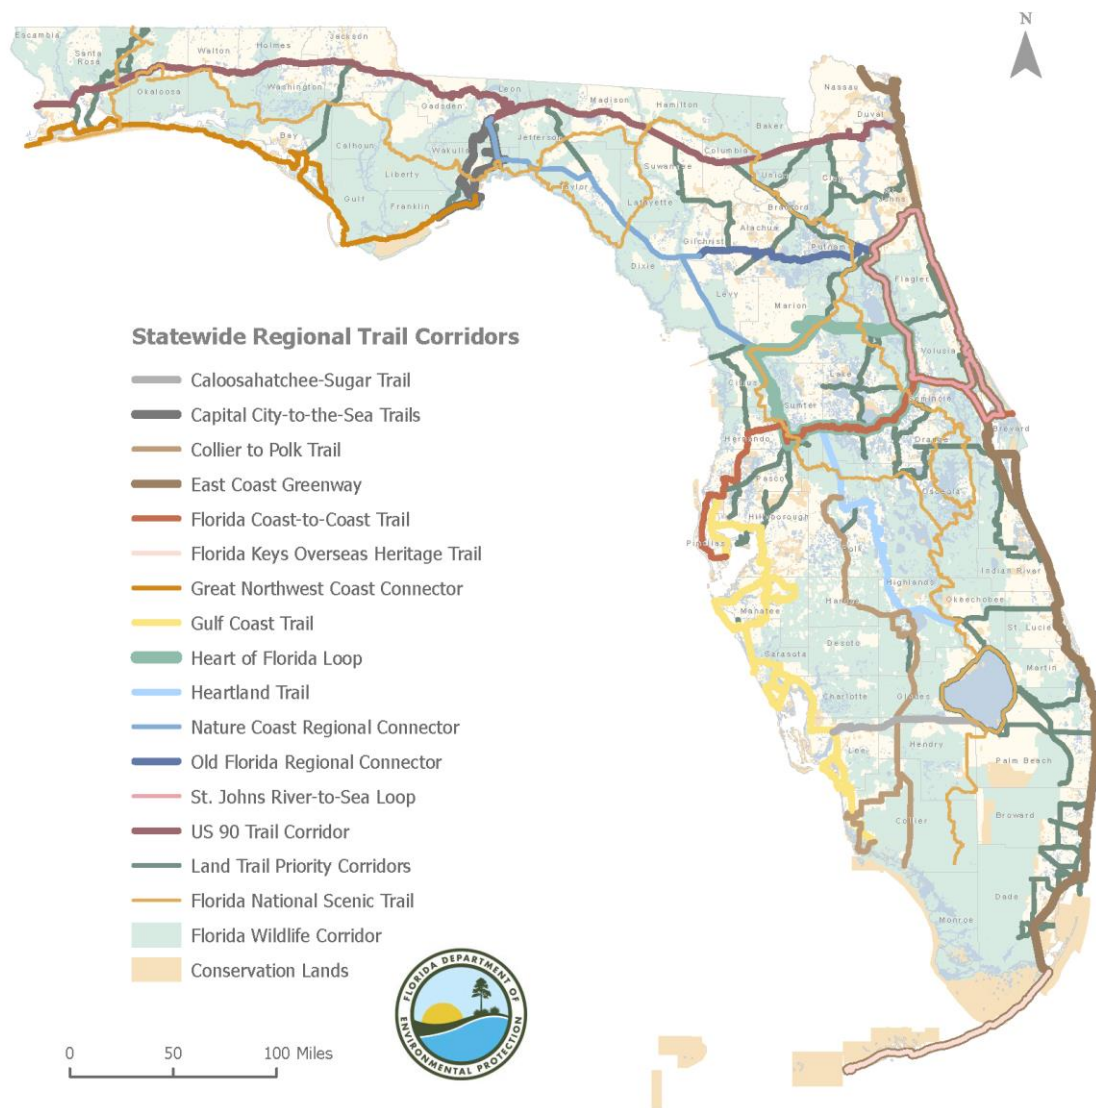 N
Escambia
Santa
Rosa
Okaloosa
Walton
Holmes
Washington
Jackson
Bay
Calhoun
Gulf
Liberty
Franklin
Gadsden
Leon
Wakulla
Jefferson
Madison
Taylor
Hamilton
Suwannee
Lafayette
Dixie
Columbia
Baker
Union
Bradford
Nassau
Duval
Clay
St. Johns
Alachua
Gilchrist
Putnam
Flagler
Levy
Marion
Volusia
Citrus
Sumter
Lake
Seminole
Hernando
Orange
Brevard
Pasco
Osceola
Hillsborough
Pinellas
Polk
Indian River
Manatee
Hardee
Highlands
Okeechobee
St. Lucie
Sarasota
Desoto
Martin
Charlotte
Glades
Lee
Hendry
Palm Beach
Collier
Broward
Monroe
Dade
Statewide Regional Trail Corridors
Caloosahatchee-Sugar Trail
Capital City-to-the-Sea Trails
Collier to Polk Trail
East Coast Greenway
Florida Coast-to-Coast Trail
Florida Keys Overseas Heritage Trail
Great Northwest Coast Connector
Gulf Coast Trail
Heart of Florida Loop
Heartland Trail
Nature Coast Regional Connector
Old Florida Regional Connector
St. Johns River-to-Sea Loop
US 90 Trail Corridor
Land Trail Priority Corridors
Florida National Scenic Trail
Florida Wildlife Corridor
Conservation Lands
FLORIDA DEPARTMENT OF
ENVIRONMENTAL PROTECTION
0 50 100 Miles